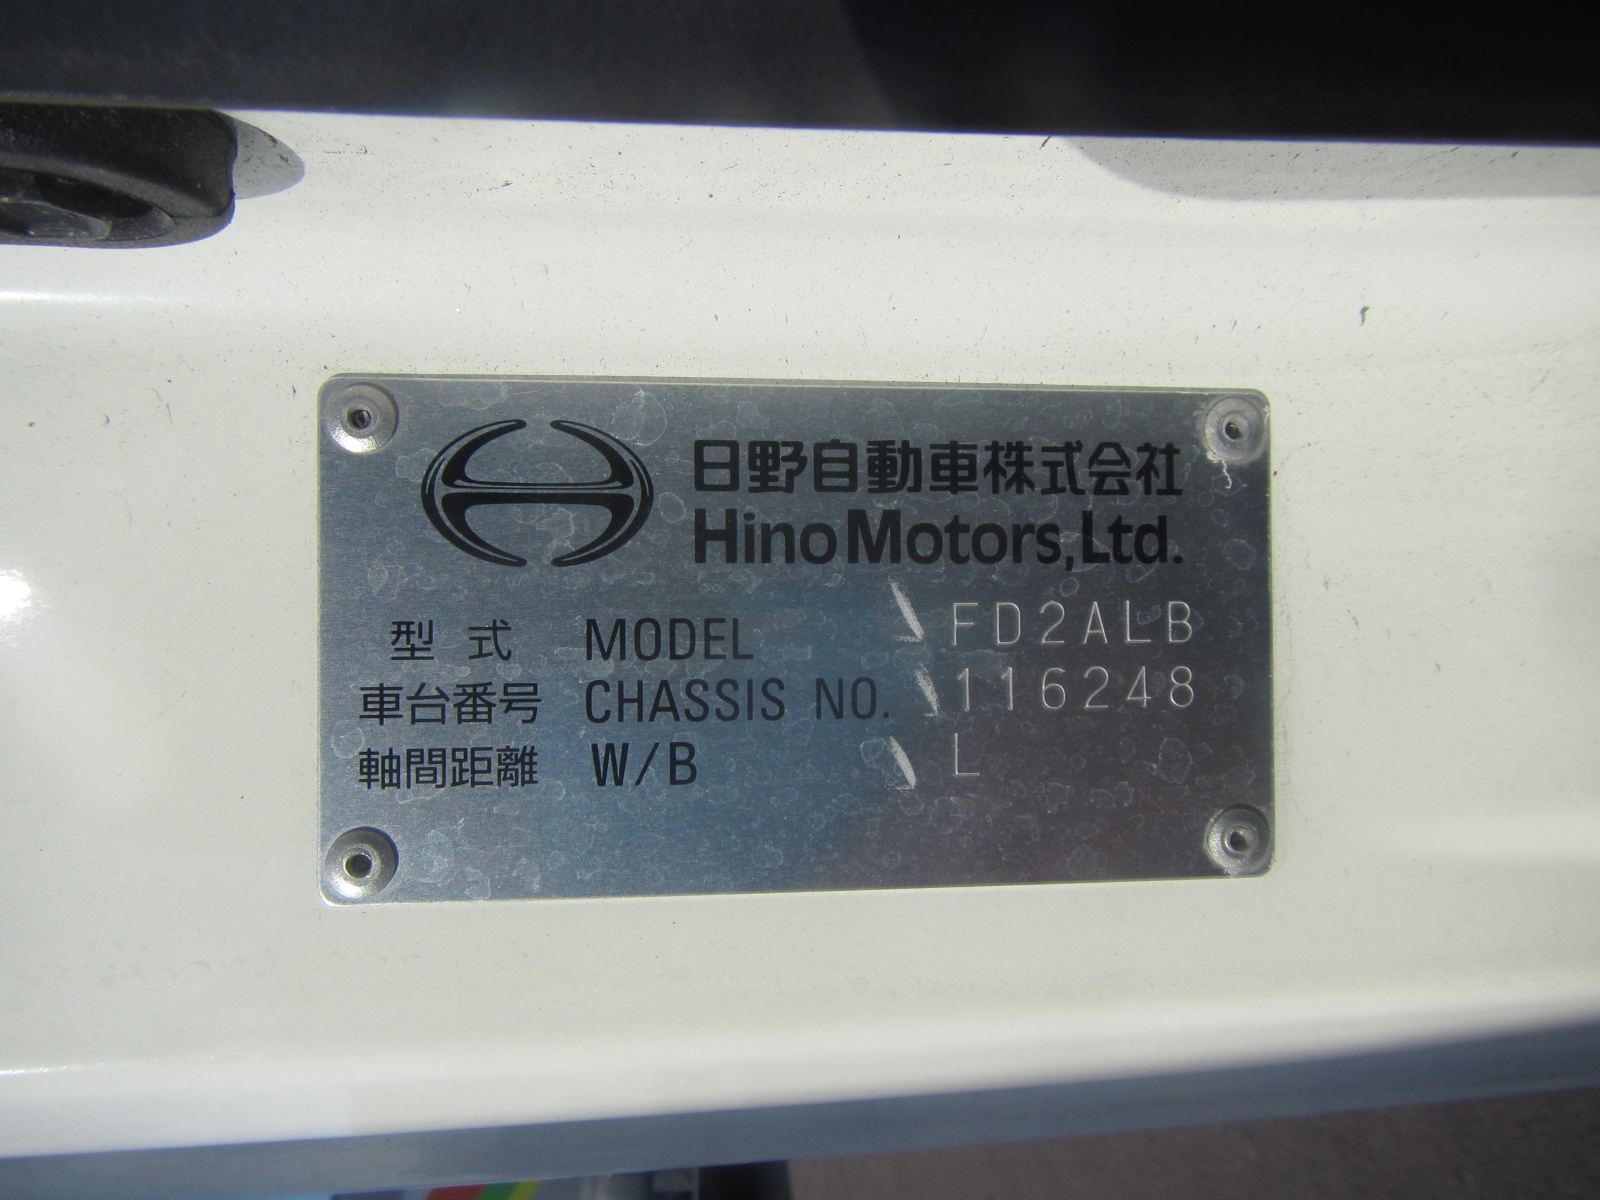 日野自動車株式会社
Hino Motors, Ltd.
型式 MODEL FD2ALB
車台番号 CHASSIS NO. 116248
軸間距離 W/B L